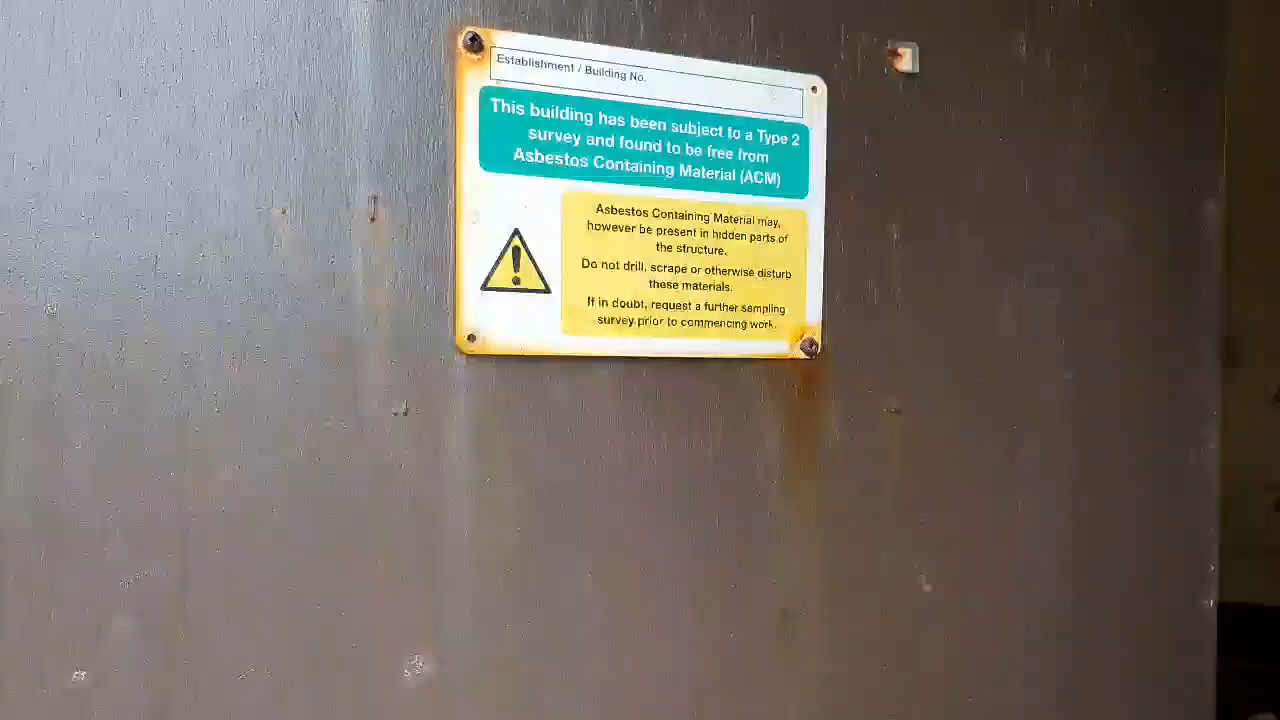 Establishment / Building No.
This building has been subject to a Type 2
survey and found to be free from
Asbestos Containing Material (ACM)
Asbestos Containing Material may,
however be present in hidden parts of
the structure.
Do not drill, scrape or otherwise disturb
these materials.
If in doubt, request a further sampling
survey prior to commencing work.